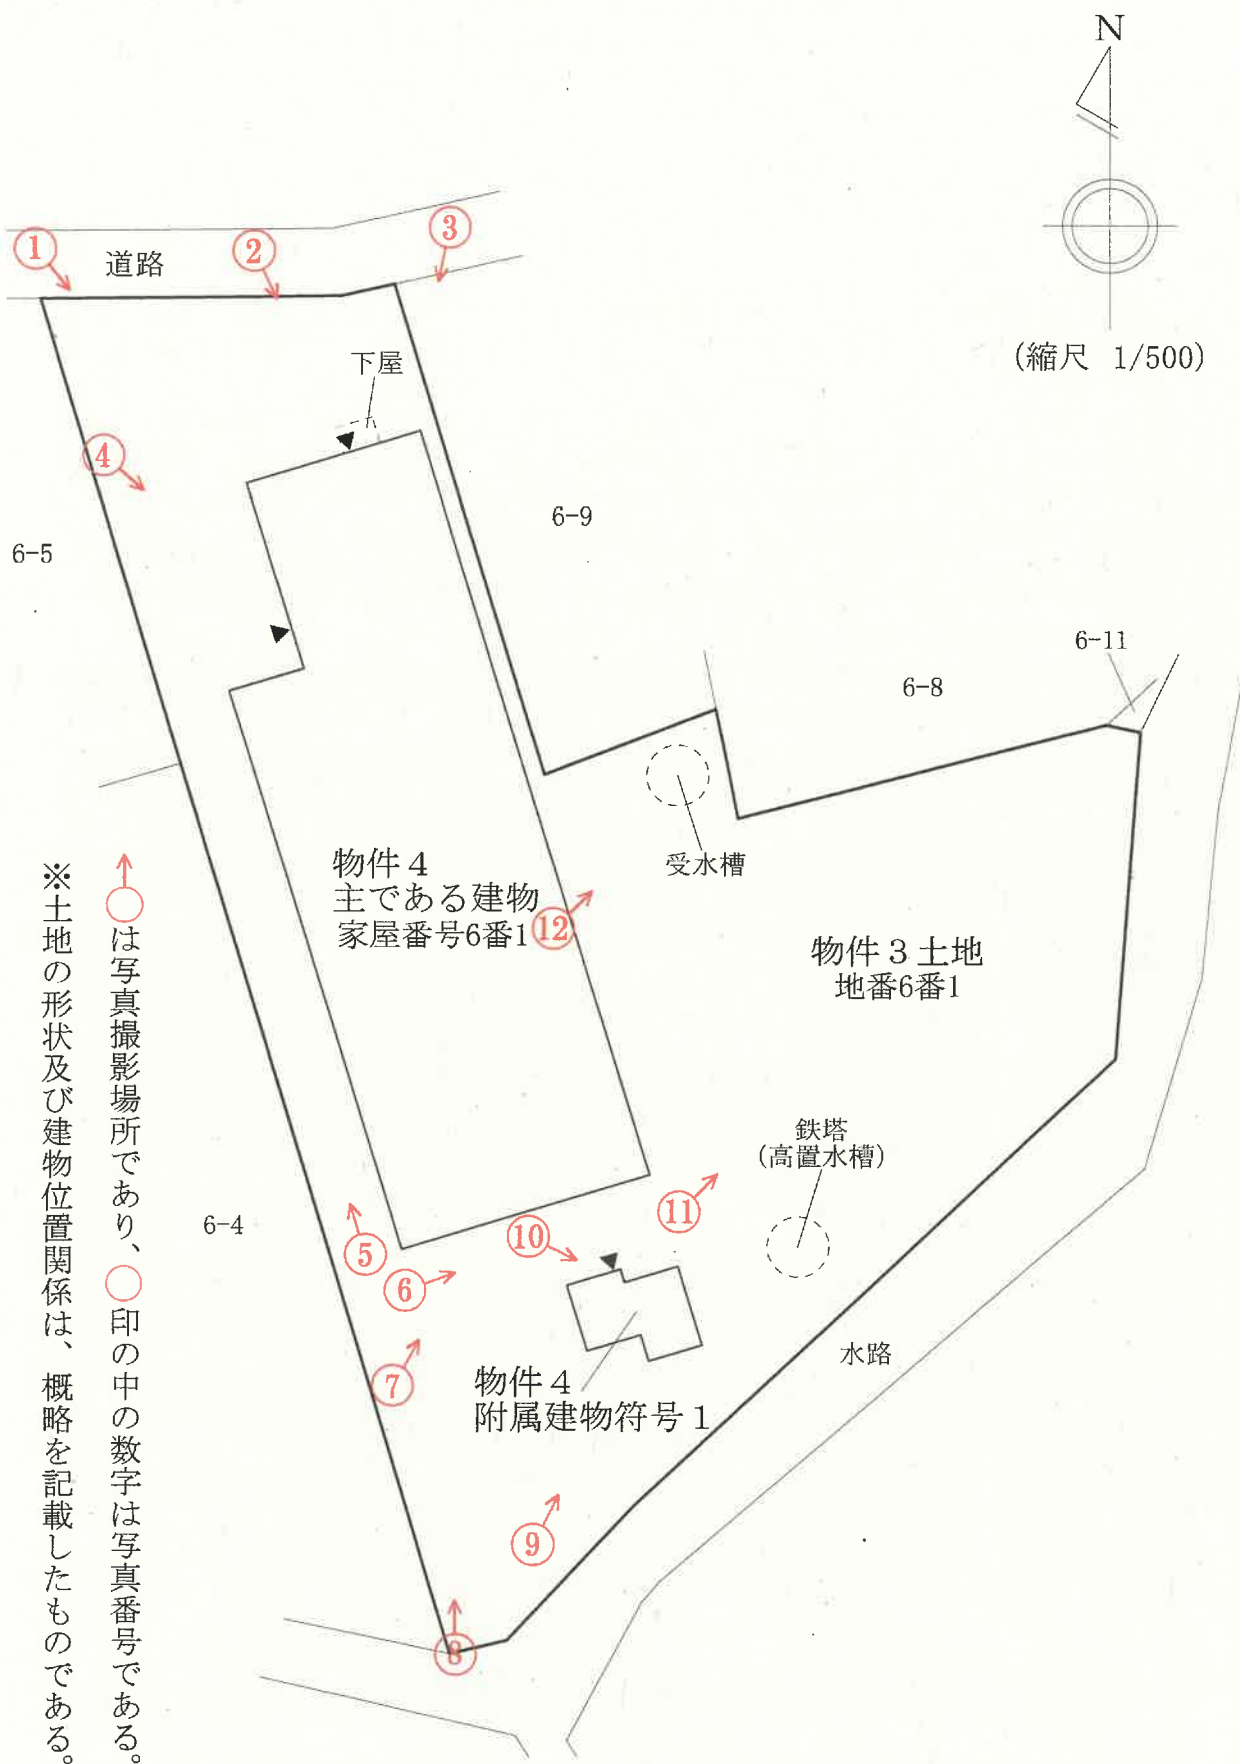 N
(縮尺 1/500)
①
道路
②
③
下屋
④
6-9
6-5
6-11
6-8
受水槽
物件4
主である建物
家屋番号6番1
⑫
物件3土地
地番6番1
鉄塔
(高置水槽)
6-4
⑤
⑥
⑩
⑪
水路
⑦
物件4
附属建物符号1
⑨
⑧
○は写真撮影場所であり、○印の中の数字は写真番号である。
※土地の形状及び建物位置関係は、概略を記載したものである。